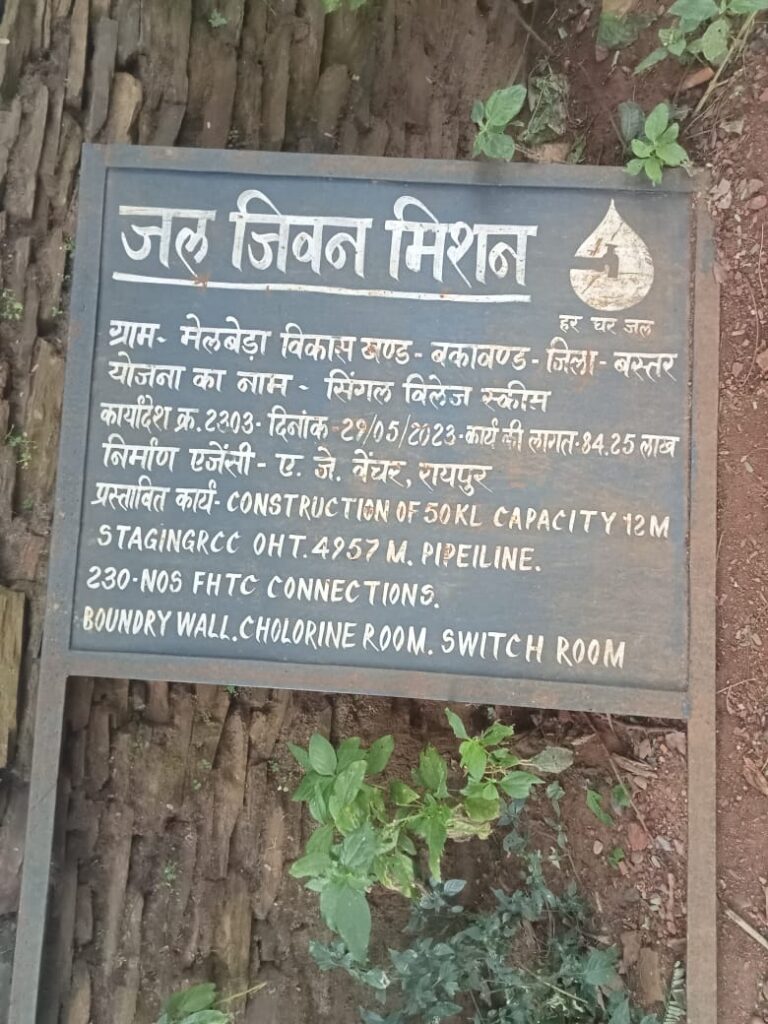 जल जिवन मिशन
हर घर जल
ग्राम- मेलबेड़ा विकास खण्ड- बकावण्ड- जिला- बस्तर
योजना का नाम - सिंगल विलेज स्कीम
कार्यादेश क्र.2303- दिनांक -29/05/2023-कार्य की लागत-84.25 लाख
निर्माण एजेंसी- ए. जे. वेंचर, रायपुर
प्रस्तावित कार्य- CONSTRUCTION OF 50KL CAPACITY 12M
STAGINGRCC OHT. 4957 M. PIPEILINE.
230-NOS FHTC CONNECTIONS.
BOUNDRY WALL. CHOLORINE ROOM. SWITCH ROOM